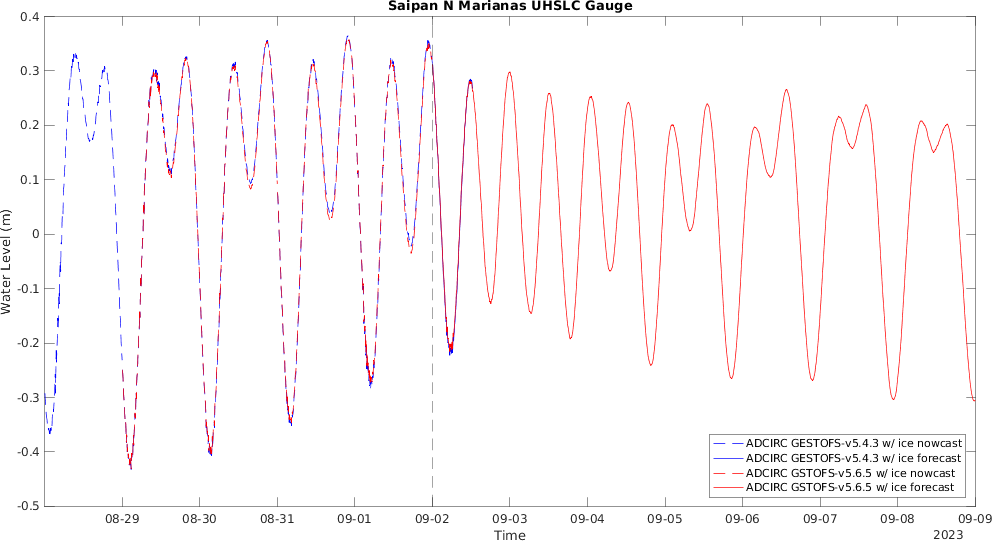 Saipan N Marianas UHSLC Gauge
0.4
0.3
0.2
0.1
0
-0.1
-0.2
-0.3
-0.4
-0.5
Water Level (m)
ADCIRC GESTOFS-v5.4.3 w/ ice nowcast
ADCIRC GESTOFS-v5.4.3 w/ ice forecast
ADCIRC GSTOFS-v5.6.5 w/ ice nowcast
ADCIRC GSTOFS-v5.6.5 w/ ice forecast
08-29 08-30 08-31 09-01 09-02 09-03 09-04 09-05 09-06 09-07 09-08 09-09
Time
2023